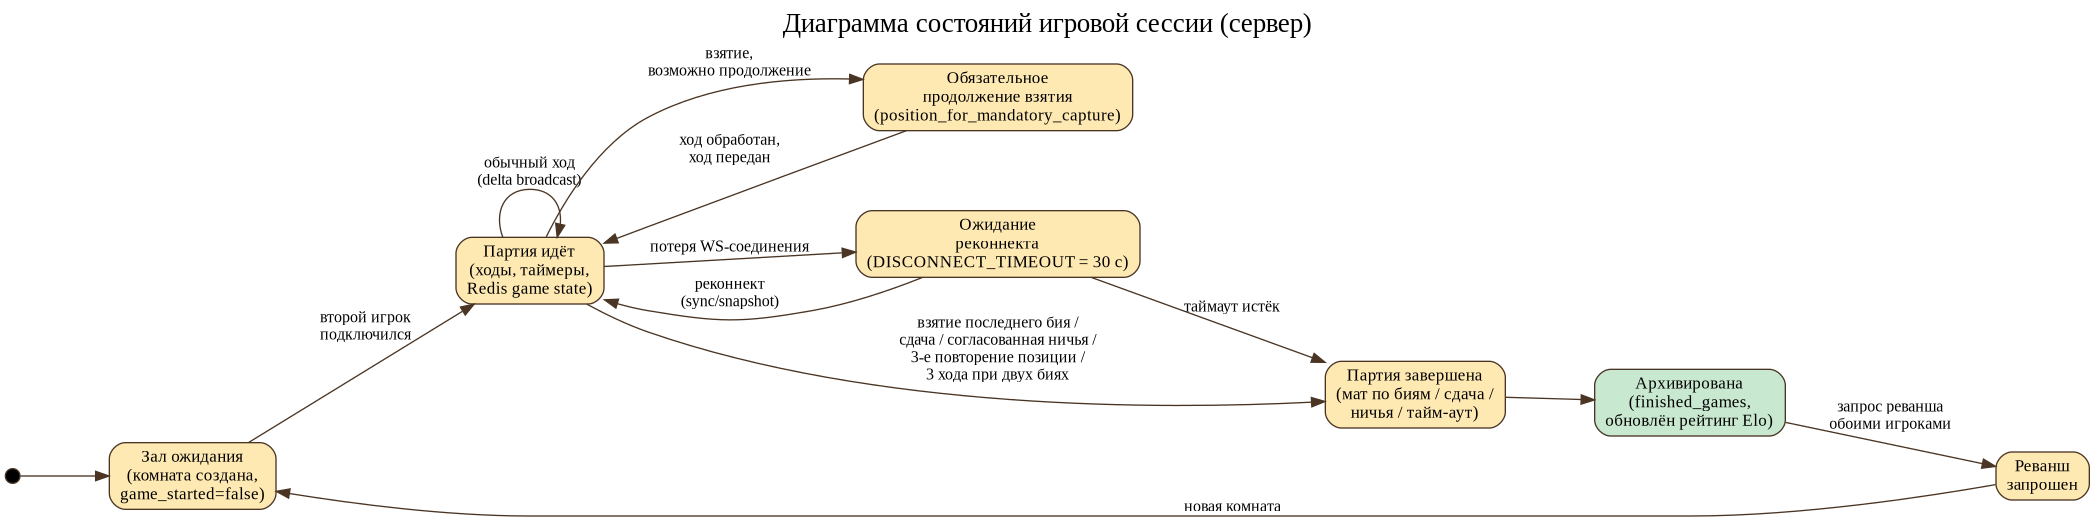 Диаграмма состояний игровой сессии (сервер)
взятие,
возможно продолжение
Обязательное
продолжение взятия
(position_for_mandatory_capture)
ход обработан,
ход передан
обычный ход
(delta broadcast)
Партия идёт
(ходы, таймеры,
Redis game state)
потеря WS-соединения
Ожидание
реконнекта
(DISCONNECT_TIMEOUT = 30 с)
реконнект
(sync/snapshot)
таймаут истёк
второй игрок
подключился
взятие последнего бия /
сдача / согласованная ничья /
3-е повторение позиции /
3 хода при двух биях
Партия завершена
(мат по биям / сдача /
ничья / тайм-аут)
Архивирована
(finished_games,
обновлён рейтинг Elo)
запрос реванша
обоими игроками
Зал ожидания
(комната создана,
game_started=false)
Реванш
запрошен
новая комната